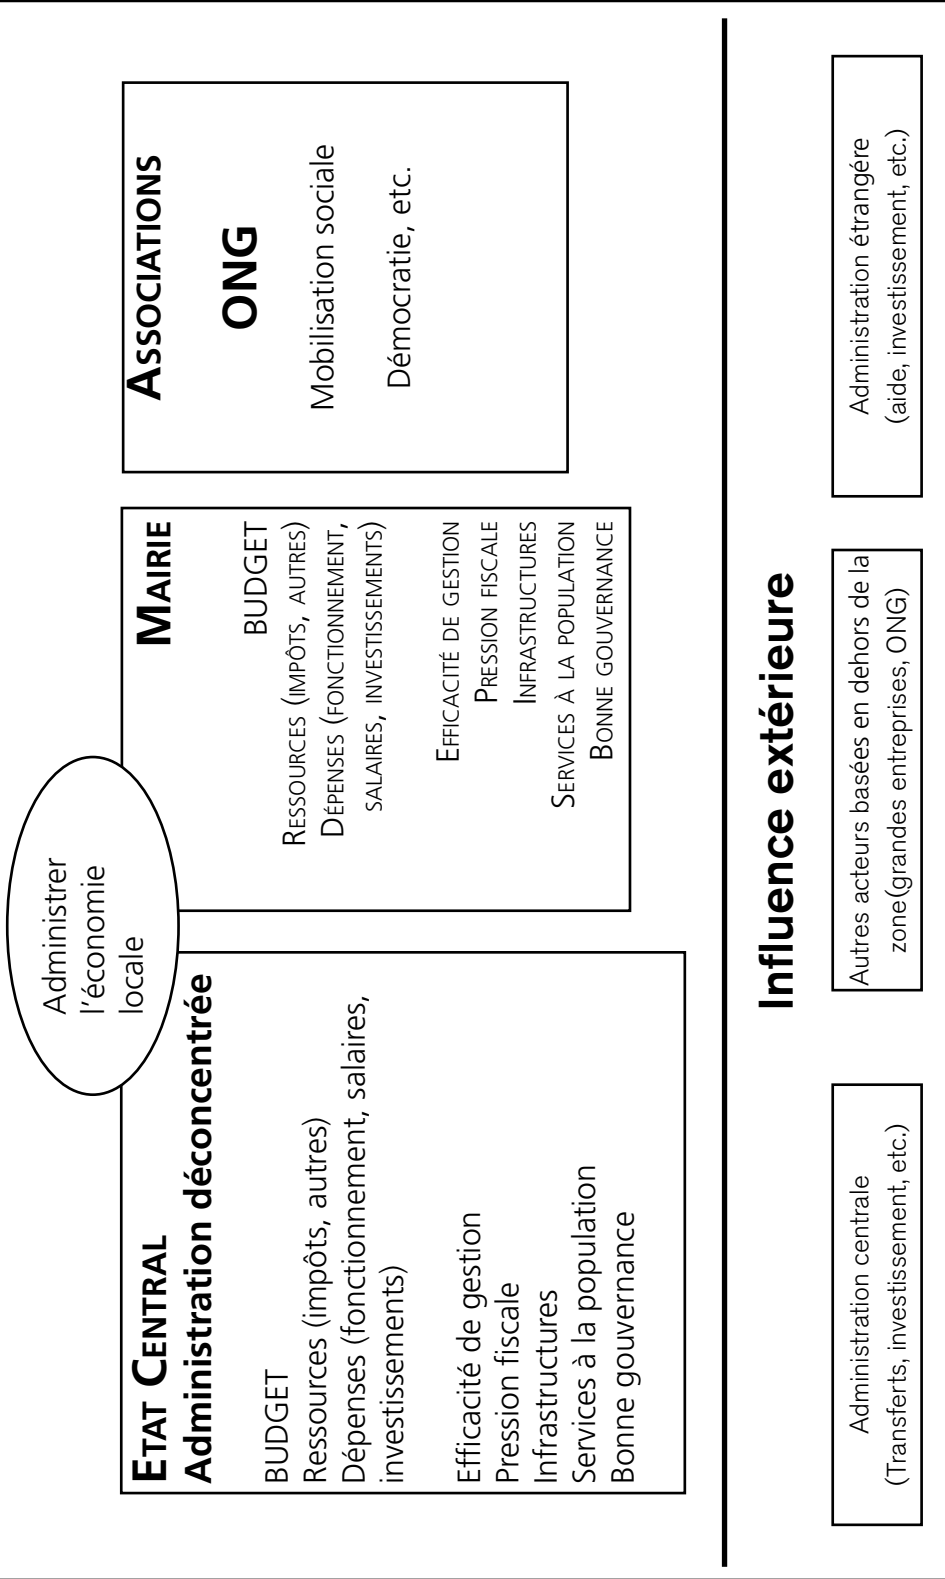 Administrer
l'économie
locale
ETAT CENTRAL
Administration déconcentrée
BUDGET
Ressources (impôts, autres)
Dépenses (fonctionnement, salaires,
investissements)
Efficacité de gestion
Pression fiscale
Infrastructures
Services à la population
Bonne gouvernance
MAIRIE
BUDGET
RESSOURCES (IMPÔTS, AUTRES)
DÉPENSES (FONCTIONNEMENT,
SALAIRES, INVESTISSEMENTS)
EFFICACITÉ DE GESTION
PRESSION FISCALE
INFRASTRUCTURES
SERVICES À LA POPULATION
BONNE GOUVERNANCE
ASSOCIATIONS
ONG
Mobilisation sociale
Démocratie, etc.
Influence extérieure
Administration centrale
(Transferts, investissement, etc.)
Autres acteurs basées en dehors de la
zone(grandes entreprises, ONG)
Administration étrangére
(aide, investissement, etc.)